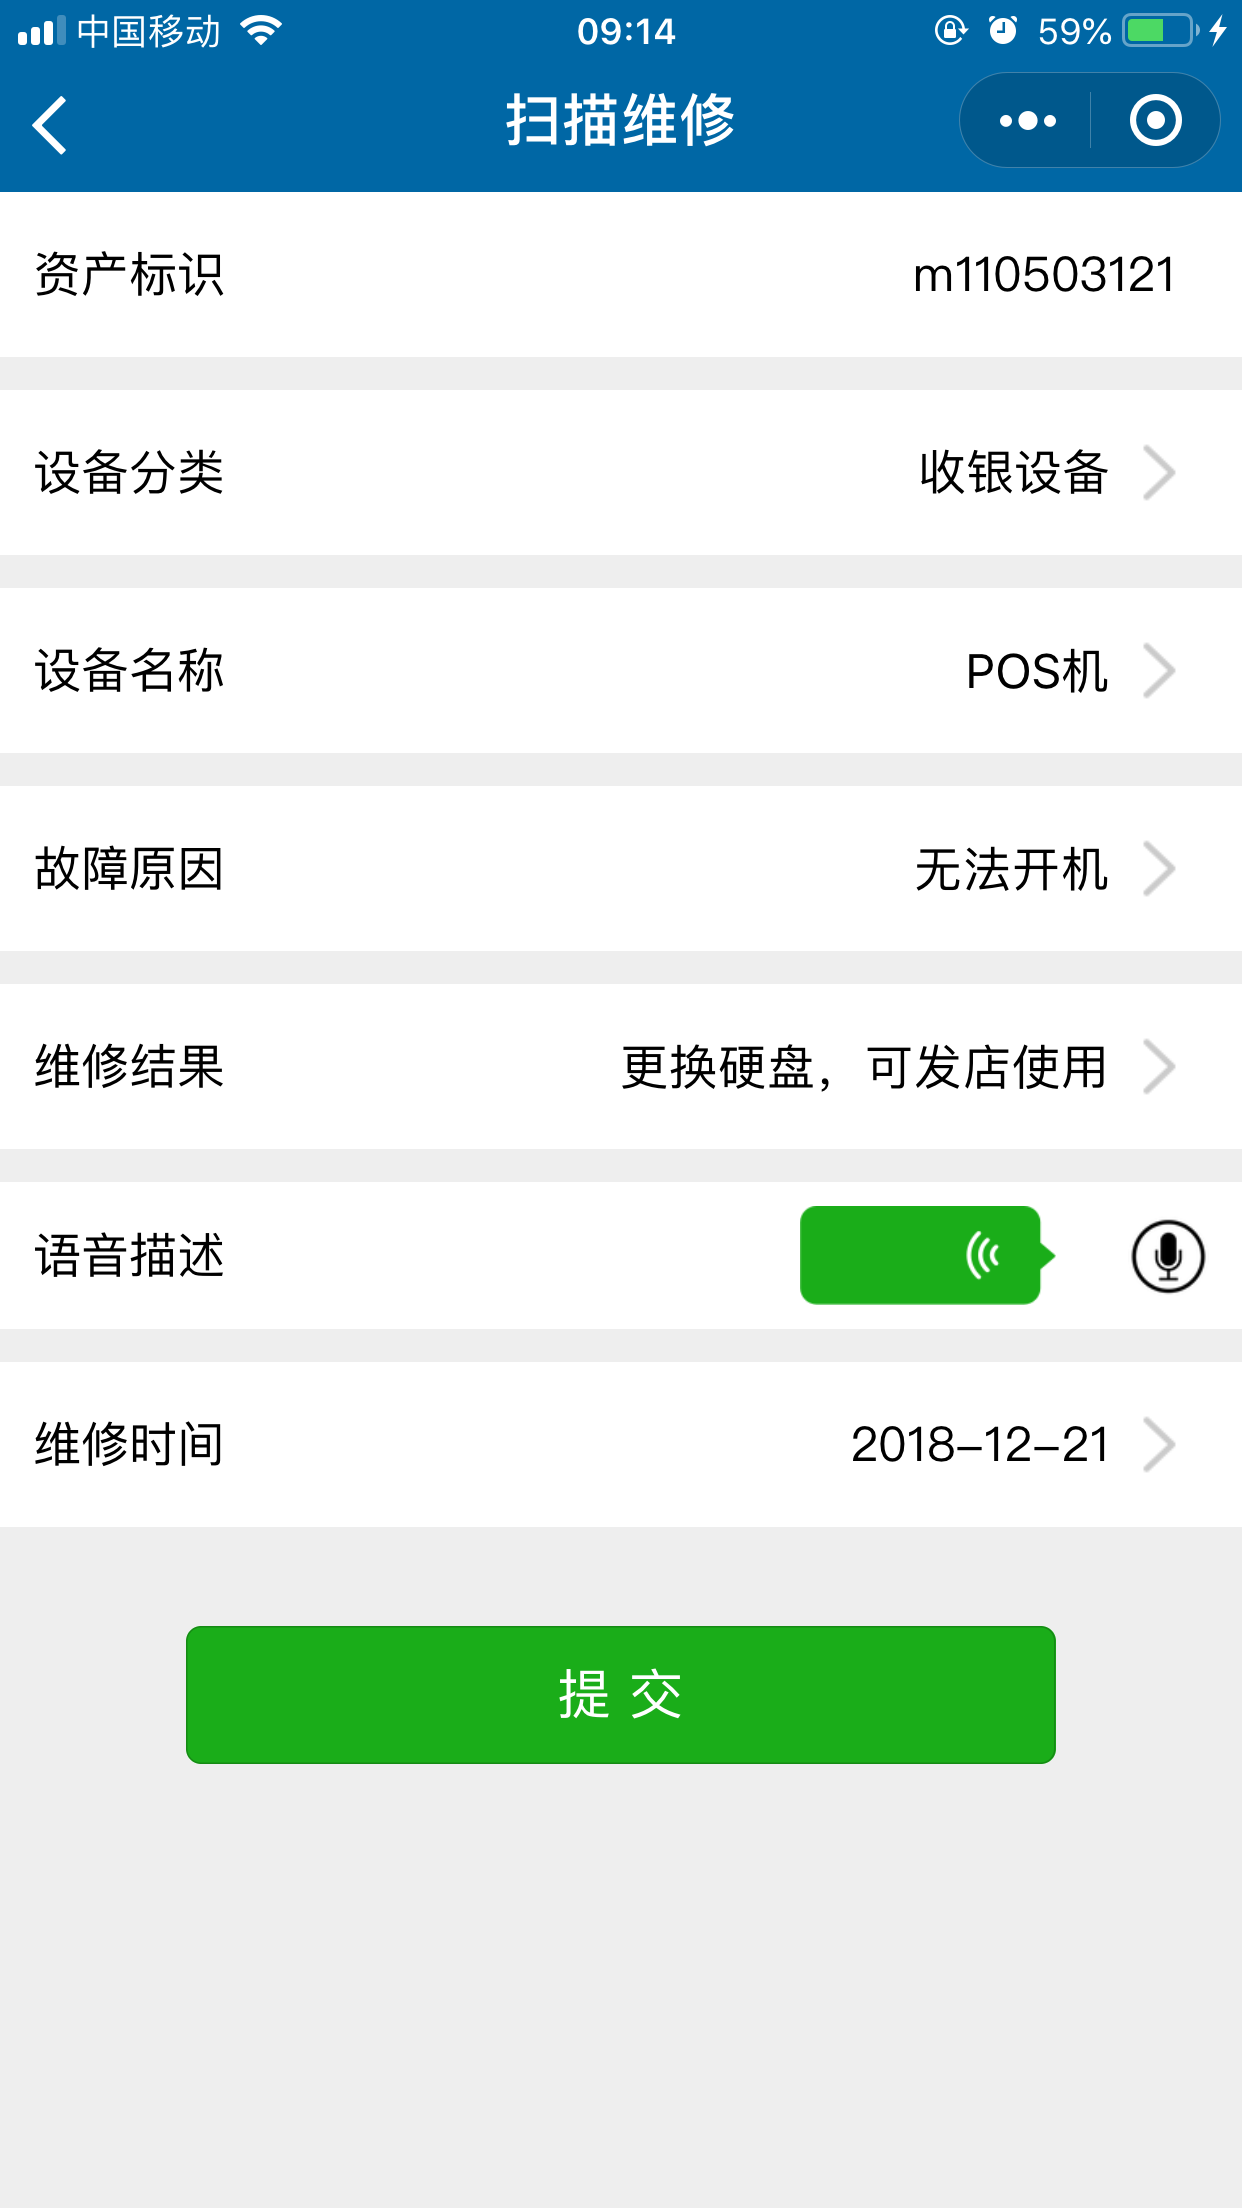 中国移动 09:14 59%
扫描维修
资产标识 m110503121
设备分类 收银设备
设备名称 POS机
故障原因 无法开机
维修结果 更换硬盘，可发店使用
语音描述
维修时间 2018-12-21
提 交